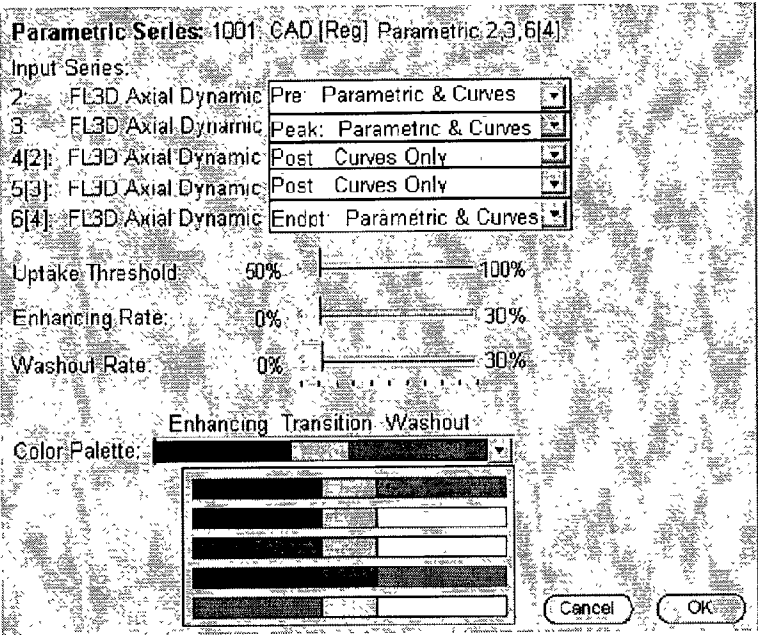 Parametric Series: 1001: CAD [Reg] Parametric 2,3,6[4]
Input Series:
2: FL3D Axial Dynamic Pre: Parametric & Curves
3: FL3D Axial Dynamic Peak: Parametric & Curves
4[2]: FL3D Axial Dynamic Post: Curves Only
5[3]: FL3D Axial Dynamic Post: Curves Only
6[4]: FL3D Axial Dynamic Endpt: Parametric & Curves
Uptake Threshold: 50% 100%
Enhancing Rate: 0% 30%
Washout Rate: 0% 30%
Enhancing Transition Washout
Color Palette:
Cancel OK